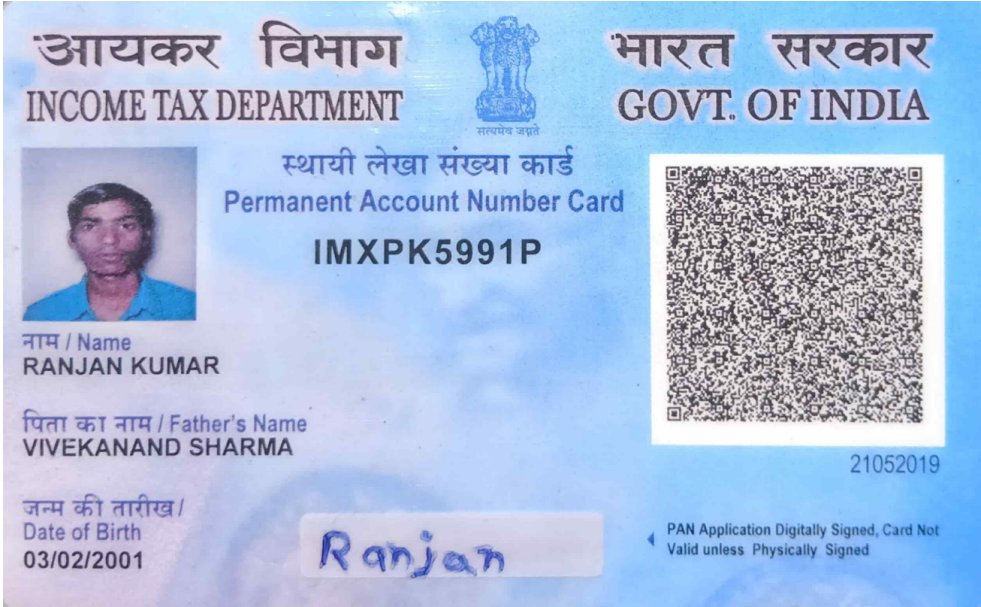 आयकर विभाग
INCOME TAX DEPARTMENT
सत्यमेव जयते
भारत सरकार
GOVT. OF INDIA
स्थायी लेखा संख्या कार्ड
Permanent Account Number Card
IMXPK5991P
नाम / Name
RANJAN KUMAR
पिता का नाम / Father's Name
VIVEKANAND SHARMA
जन्म की तारीख /
Date of Birth
03/02/2001
Ranjan
21052019
PAN Application Digitally Signed, Card Not
Valid unless Physically Signed